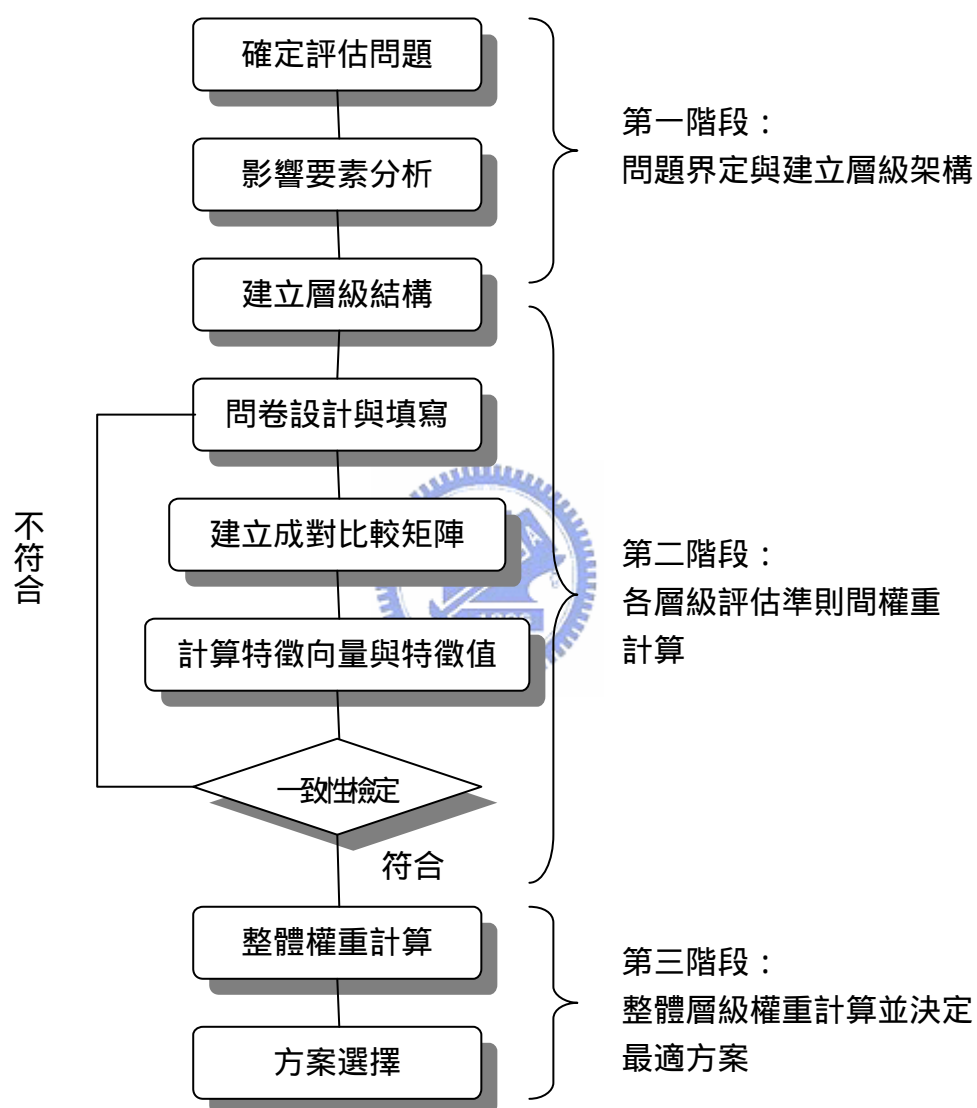 確定評估問題
影響要素分析
建立層級結構
第一階段：
問題界定與建立層級架構
問卷設計與填寫
建立成對比較矩陣
計算特徵向量與特徵值
一致性檢定
不符合
符合
第二階段：
各層級評估準則間權重
計算
整體權重計算
方案選擇
第三階段：
整體層級權重計算並決定
最適方案